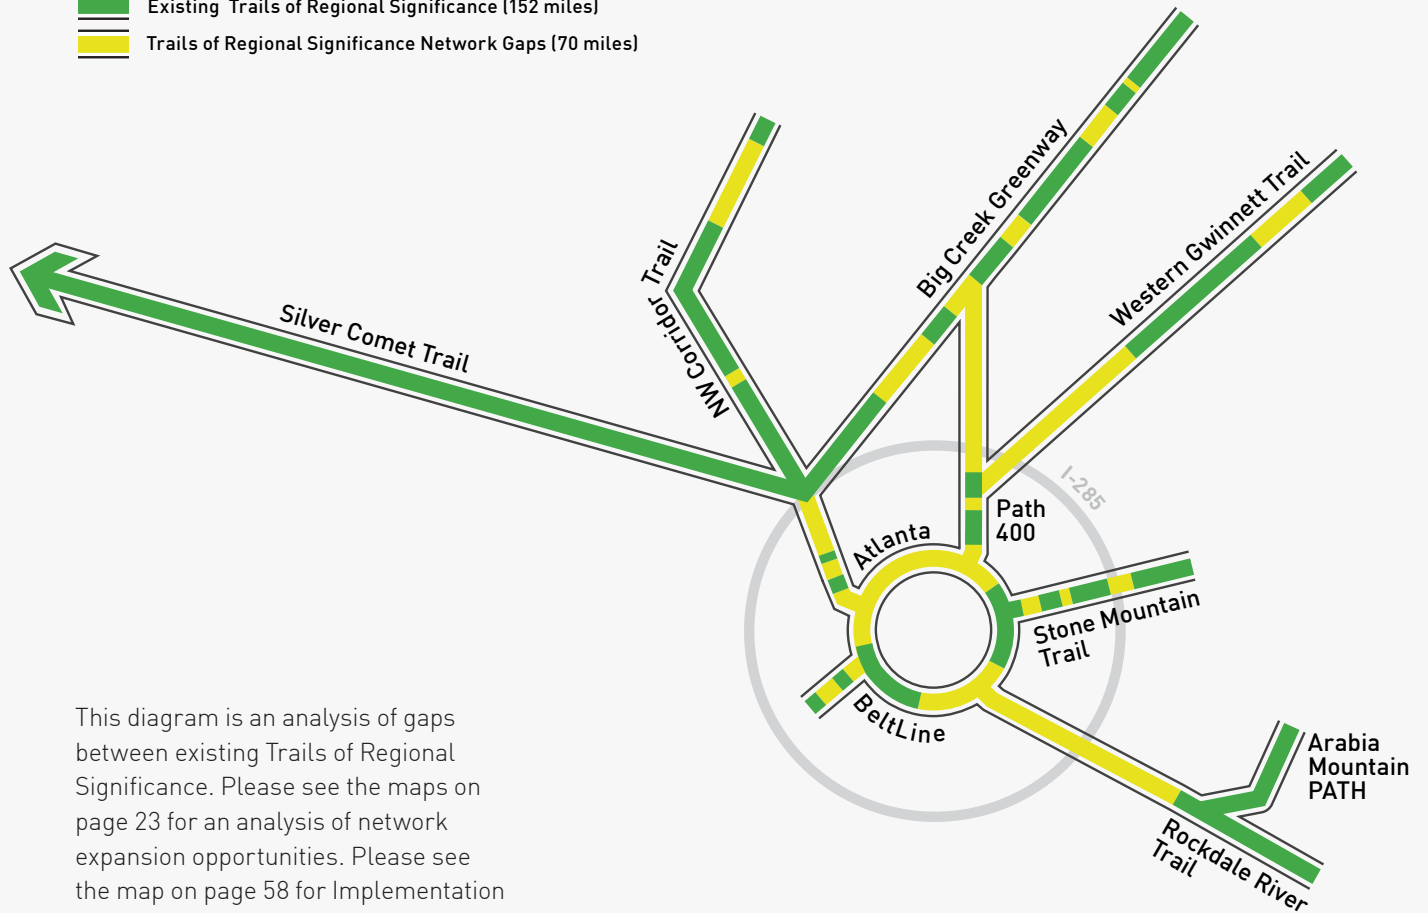 Existing Trails of Regional Significance (152 miles)
Trails of Regional Significance Network Gaps (70 miles)
Silver Comet Trail
NW Corridor Trail
Big Creek Greenway
Western Gwinnett Trail
I-285
Path
400
Atlanta
BeltLine
Stone Mountain
Trail
Arabia
Mountain
PATH
Rockdale River
Trail
This diagram is an analysis of gaps
between existing Trails of Regional
Significance. Please see the maps on
page 23 for an analysis of network
expansion opportunities. Please see
the map on page 58 for Implementation